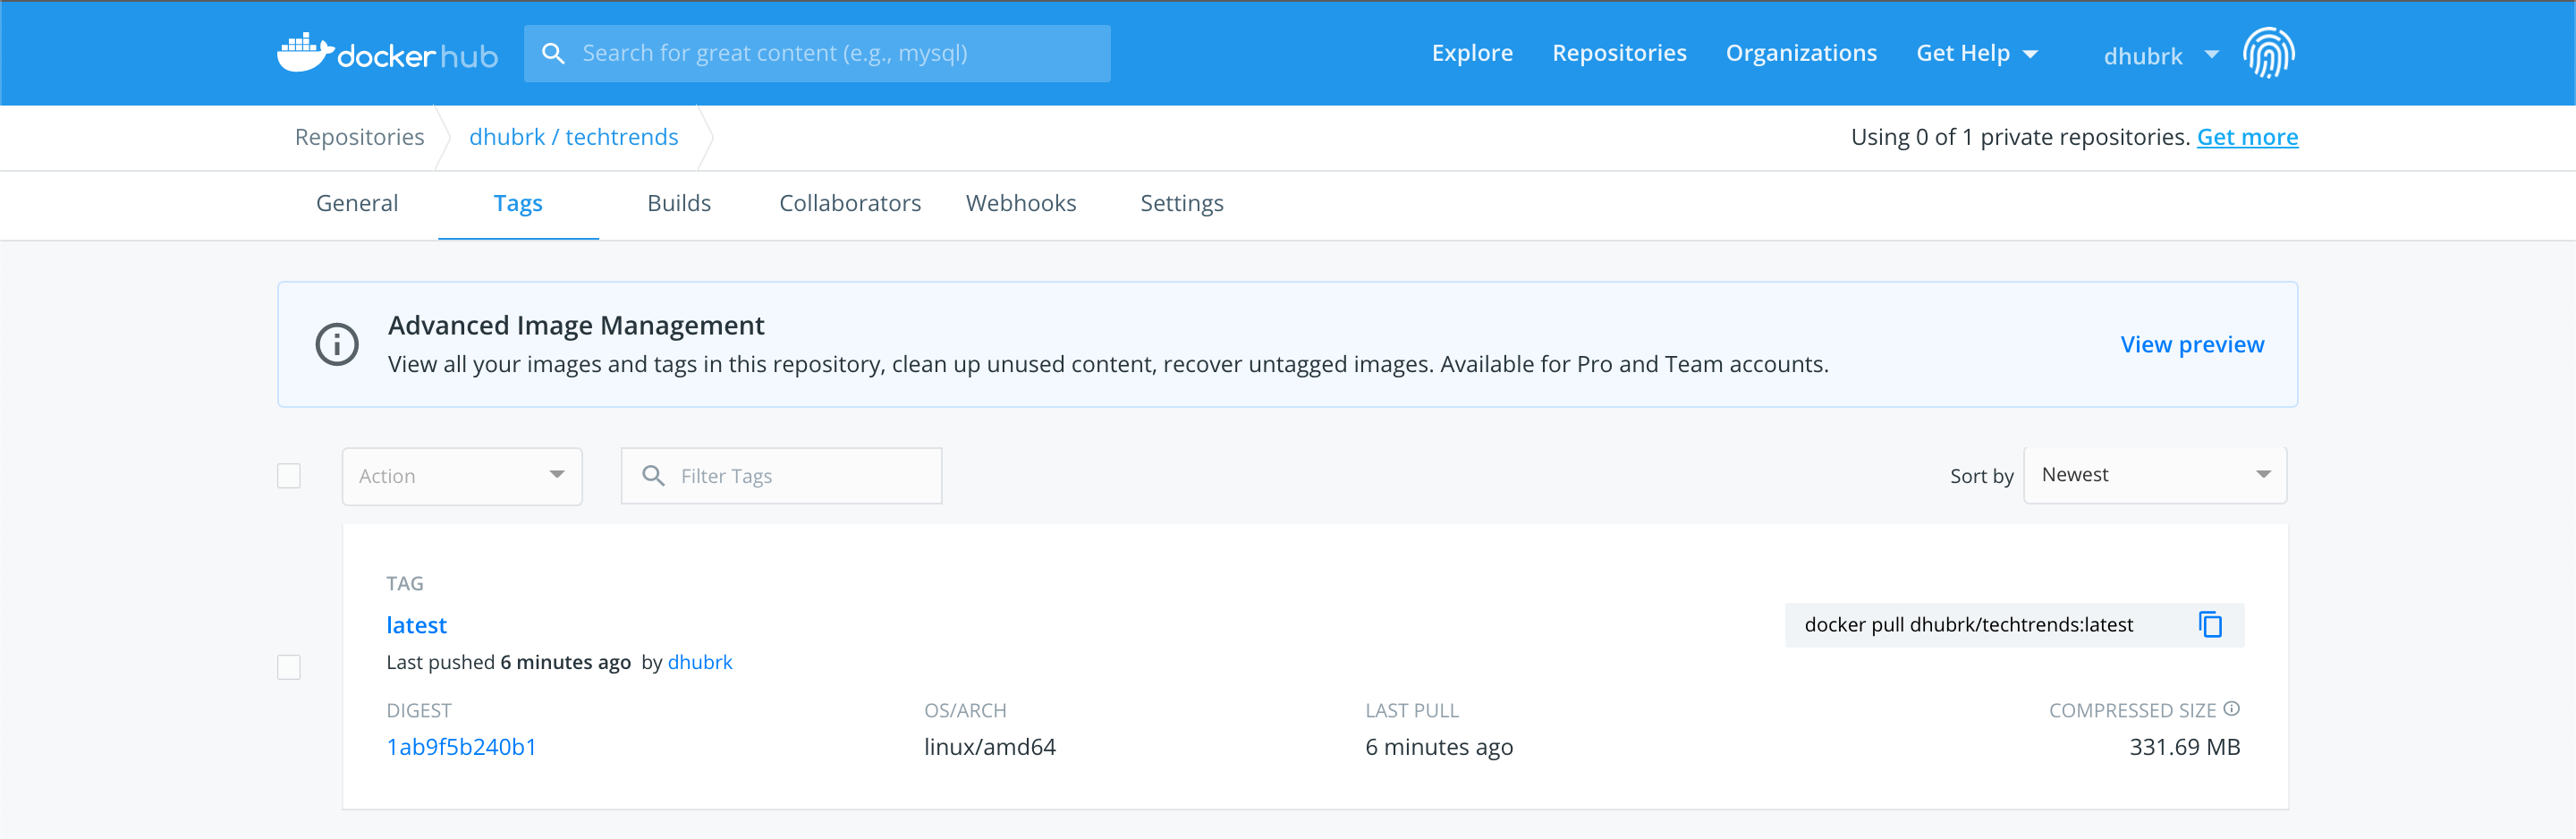 docker hub
Search for great content (e.g., mysql)
Explore Repositories Organizations Get Help dhubrk
Repositories dhubrk / techtrends Using 0 of 1 private repositories. Get more
General Tags Builds Collaborators Webhooks Settings
Advanced Image Management
View all your images and tags in this repository, clean up unused content, recover untagged images. Available for Pro and Team accounts.
View preview
Action Filter Tags Sort by Newest
TAG
latest
docker pull dhubrk/techtrends:latest
Last pushed 6 minutes ago by dhubrk
DIGEST OS/ARCH LAST PULL COMPRESSED SIZE
1ab9f5b240b1 linux/amd64 6 minutes ago 331.69 MB